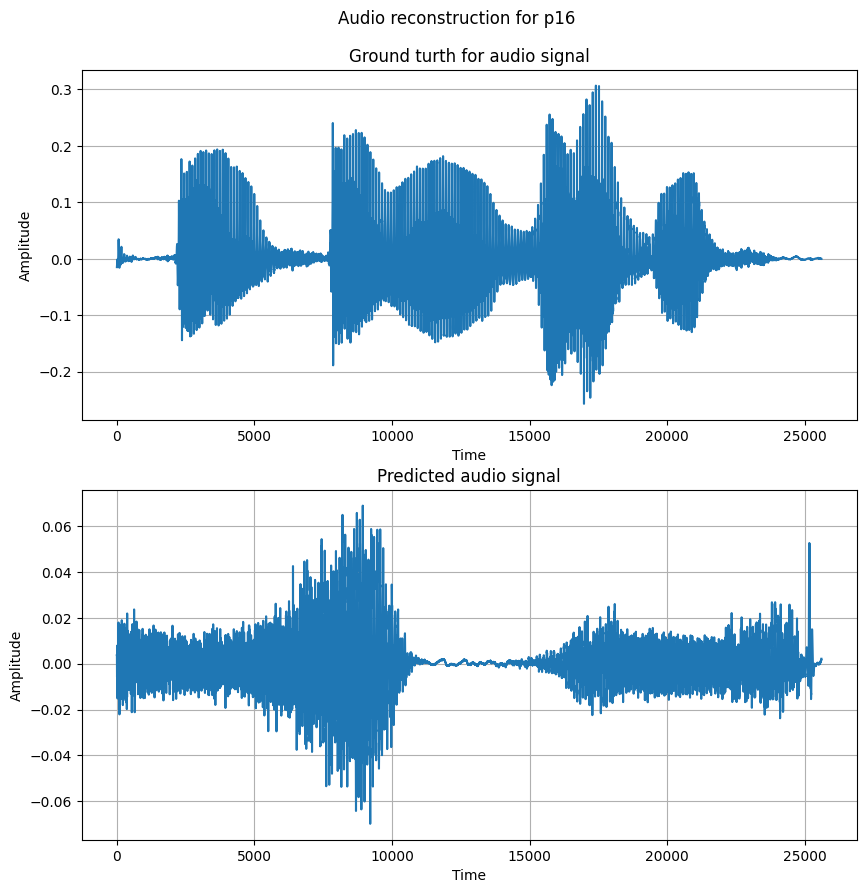 Audio reconstruction for p16
Ground turth for audio signal
0.3
0.2
0.1
0.0
−0.1
−0.2
Amplitude
0 5000 10000 15000 20000 25000
Time
Predicted audio signal
0.06
0.04
0.02
0.00
−0.02
−0.04
−0.06
Amplitude
0 5000 10000 15000 20000 25000
Time